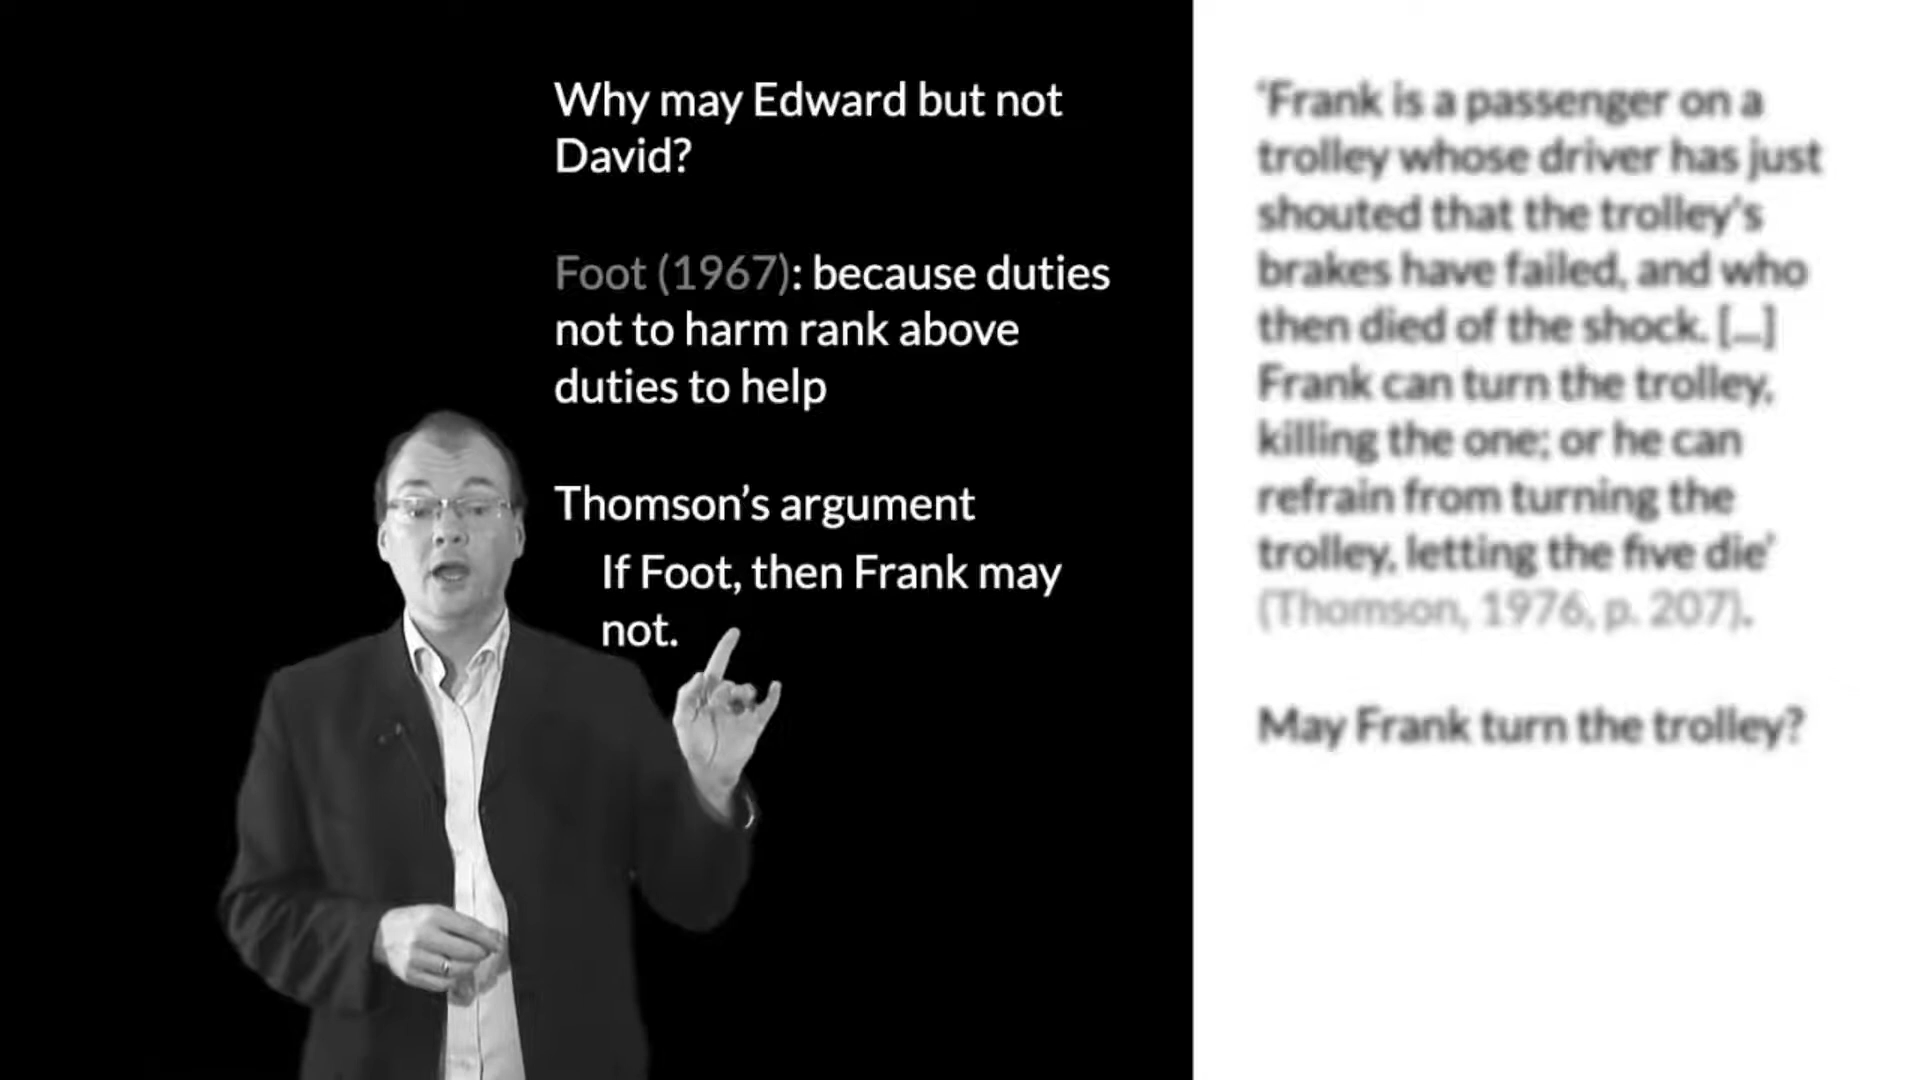 Why may Edward but not
David?
Foot (1967): because duties
not to harm rank above
duties to help
Thomson’s argument
If Foot, then Frank may
not.
‘Frank is a passenger on a
trolley whose driver has just
shouted that the trolley’s
brakes have failed, and who
then died of the shock. [...]
Frank can turn the trolley,
killing the one; or he can
refrain from turning the
trolley, letting the five die’
(Thomson, 1976, p. 207).
May Frank turn the trolley?